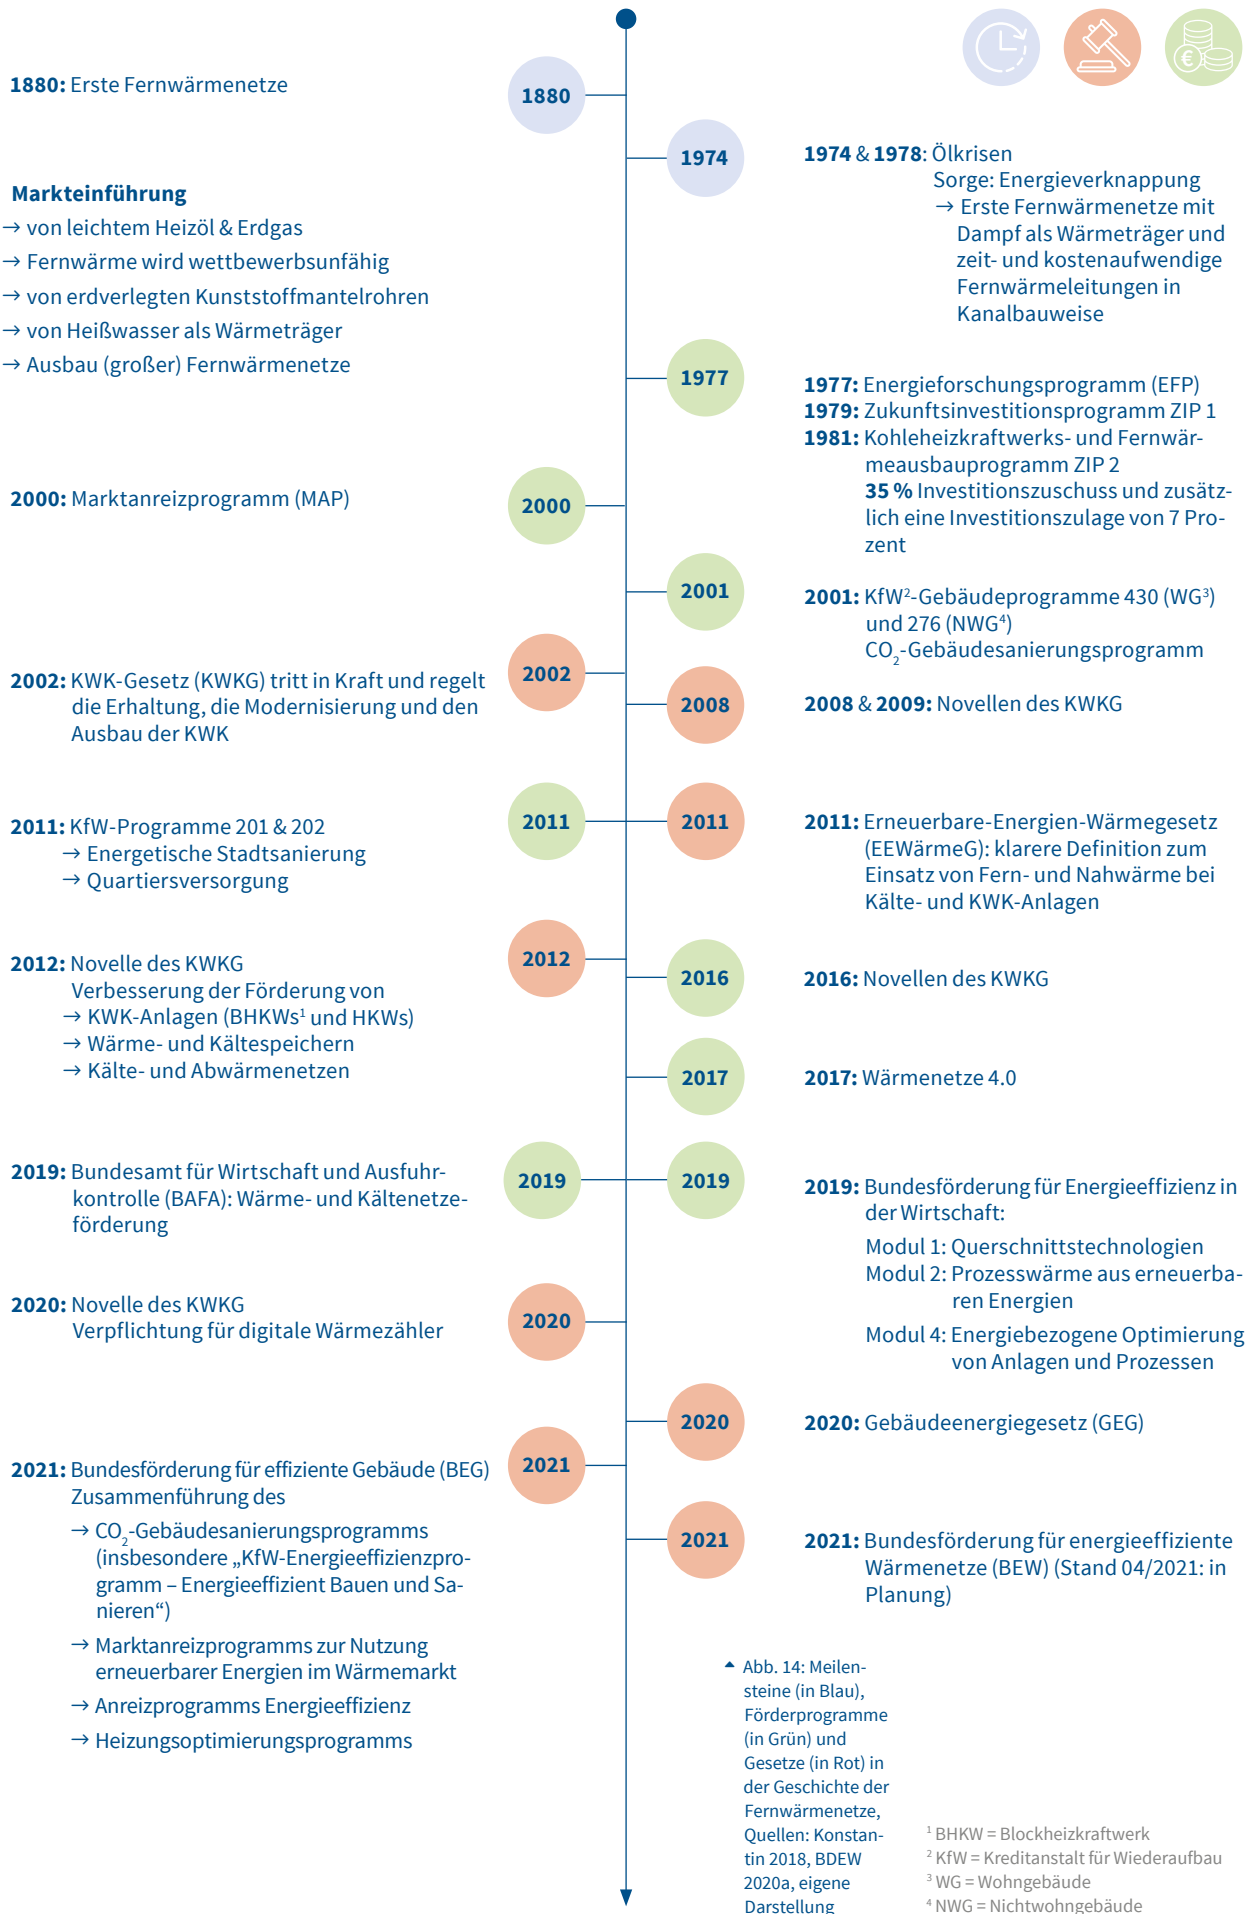 1880: Erste Fernwärmenetze
1880
1974
1974 & 1978: Ölkrisen
Sorge: Energieverknappung
→ Erste Fernwärmenetze mit
Dampf als Wärmeträger und
zeit- und kostenaufwendige
Fernwärmeleitungen in
Kanalbauweise
Markteinführung
→ von leichtem Heizöl & Erdgas
→ Fernwärme wird wettbewerbsunfähig
→ von erdverlegten Kunststoffmantelrohren
→ von Heißwasser als Wärmeträger
→ Ausbau (großer) Fernwärmenetze
1977
1977: Energieforschungsprogramm (EFP)
1979: Zukunftsinvestitionsprogramm ZIP 1
1981: Kohleheizkraftwerks- und Fernwär-
meausbauprogramm ZIP 2
35 % Investitionszuschuss und zusätz-
lich eine Investitionszulage von 7 Pro-
zent
2000: Marktanreizprogramm (MAP)
2000
2001
2001: KfW²-Gebäudeprogramme 430 (WG³)
und 276 (NWG⁴)
CO₂-Gebäudesanierungsprogramm
2002: KWK-Gesetz (KWKG) tritt in Kraft und regelt
die Erhaltung, die Modernisierung und den
Ausbau der KWK
2002
2008
2008 & 2009: Novellen des KWKG
2011: KfW-Programme 201 & 202
→ Energetische Stadtsanierung
→ Quartiersversorgung
2011
2011
2011: Erneuerbare-Energien-Wärmegesetz
(EEWärmeG): klarere Definition zum
Einsatz von Fern- und Nahwärme bei
Kälte- und KWK-Anlagen
2012: Novelle des KWKG
Verbesserung der Förderung von
→ KWK-Anlagen (BHKWs¹ und HKWs)
→ Wärme- und Kältespeichern
→ Kälte- und Abwärmenetzen
2012
2016
2016: Novellen des KWKG
2017
2017: Wärmenetze 4.0
2019: Bundesamt für Wirtschaft und Ausfuhr-
kontrolle (BAFA): Wärme- und Kältenetze-
förderung
2019
2019
2019: Bundesförderung für Energieeffizienz in
der Wirtschaft:
Modul 1: Querschnittstechnologien
Modul 2: Prozesswärme aus erneuerba-
ren Energien
Modul 4: Energiebezogene Optimierung
von Anlagen und Prozessen
2020: Novelle des KWKG
Verpflichtung für digitale Wärmezähler
2020
2020
2020: Gebäudeenergiegesetz (GEG)
2021: Bundesförderung für effiziente Gebäude (BEG)
Zusammenführung des
→ CO₂-Gebäudesanierungsprogramms
(insbesondere „KfW-Energieeffizienzpro-
gramm – Energieeffizient Bauen und Sa-
nieren“)
→ Marktanreizprogramms zur Nutzung
erneuerbarer Energien im Wärmemarkt
→ Anreizprogramms Energieeffizienz
→ Heizungsoptimierungsprogramms
2021
2021
2021: Bundesförderung für energieeffiziente
Wärmenetze (BEW) (Stand 04/2021: in
Planung)
Abb. 14: Meilen-
steine (in Blau),
Förderprogramme
(in Grün) und
Gesetze (in Rot) in
der Geschichte der
Fernwärmenetze,
Quellen: Konstan-
tin 2018, BDEW
2020a, eigene
Darstellung
¹ BHKW = Blockheizkraftwerk
² KfW = Kreditanstalt für Wiederaufbau
³ WG = Wohngebäude
⁴ NWG = Nichtwohngebäude